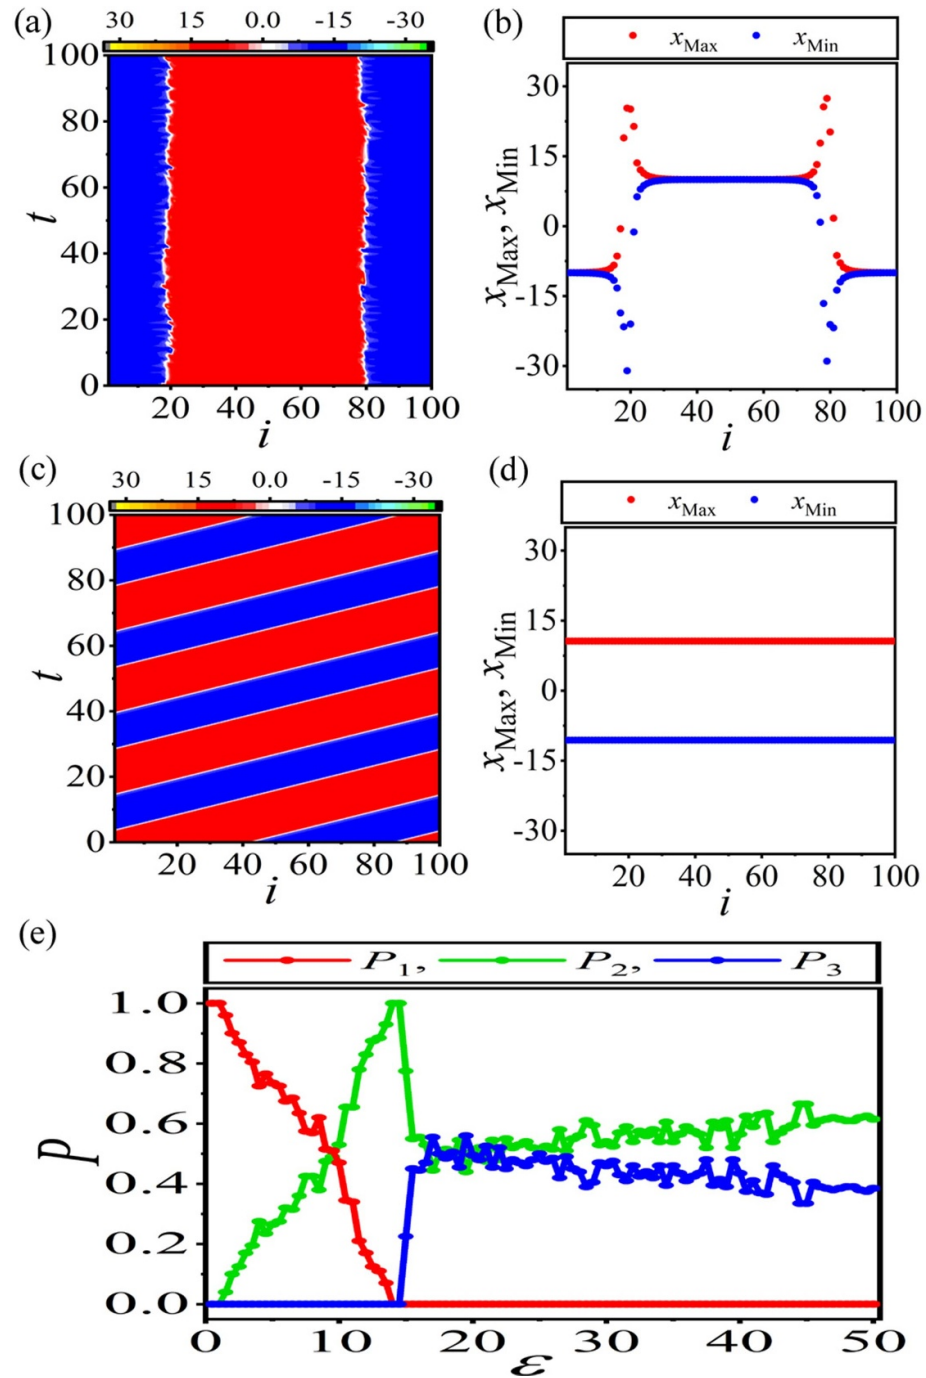 (a)
30 15 0.0 -15 -30
100
80
60
40
20
0
t
20 40 60 80 100
i
(b)
xMax xMin
30
15
0
-15
-30
xMax, xMin
20 40 60 80 100
i
(c)
30 15 0.0 -15 -30
100
80
60
40
20
0
t
20 40 60 80 100
i
(d)
xMax xMin
30
15
0
-15
-30
xMax, xMin
20 40 60 80 100
i
(e)
P1, P2, P3
1.0
0.8
0.6
0.4
0.2
0.0
p
0 10 20 30 40 50
ε